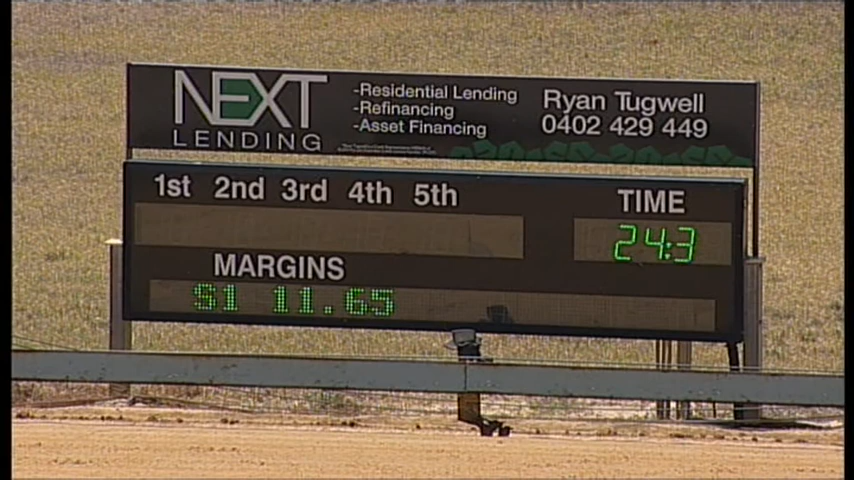 NEXT
LENDING
-Residential Lending
-Refinancing
-Asset Financing
Ryan Tugwell
0402 429 449
1st 2nd 3rd 4th 5th
TIME
24:3
MARGINS
S1 11.65